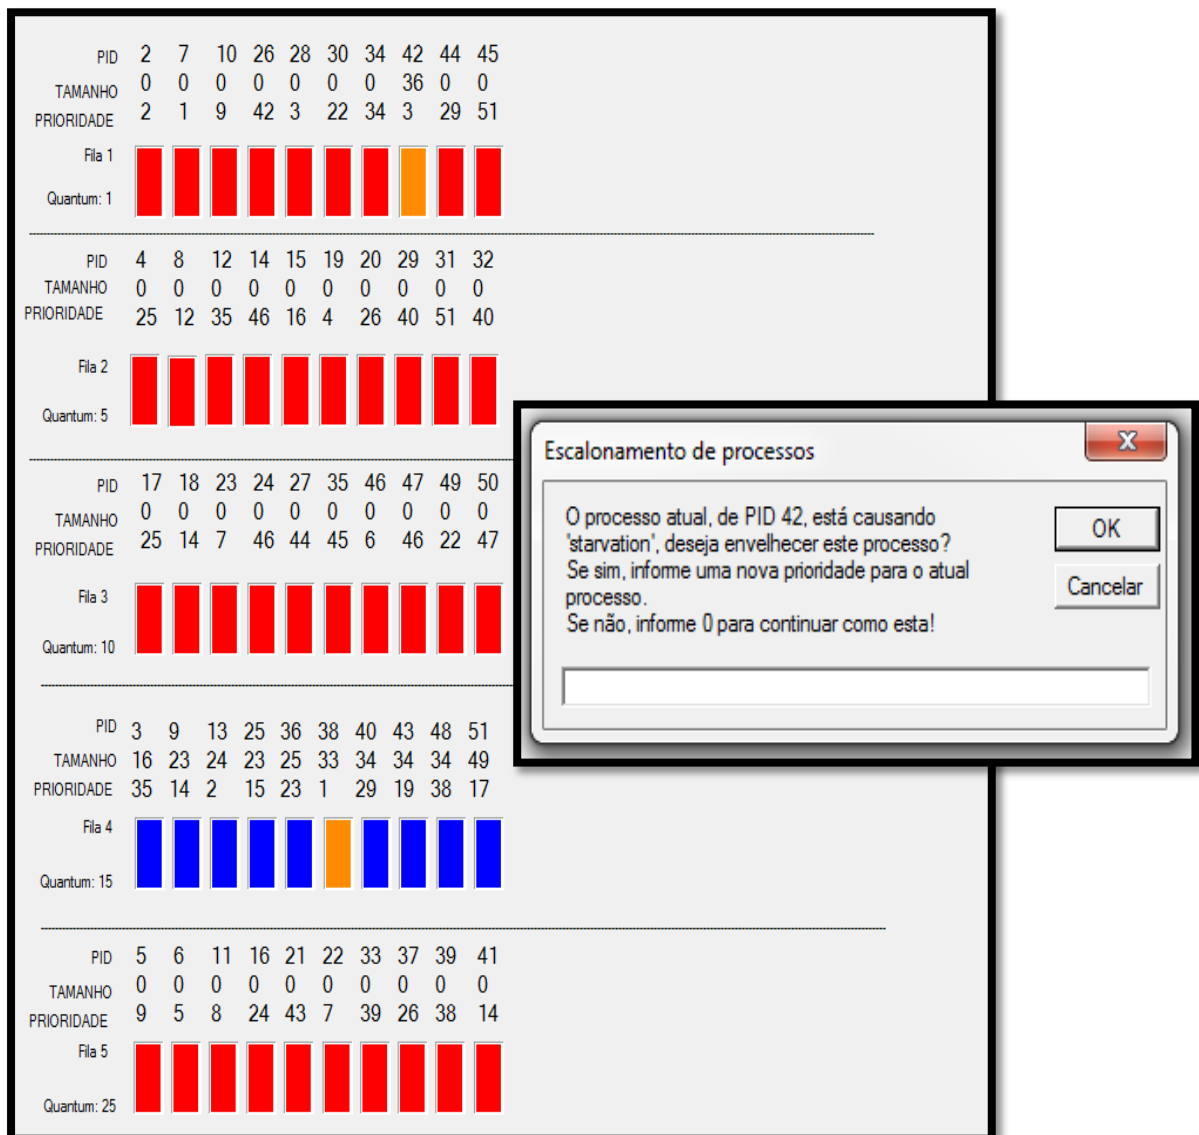 PID 2 7 10 26 28 30 34 42 44 45
TAMANHO 0 0 0 0 0 0 0 36 0 0
PRIORIDADE 2 1 9 42 3 22 34 3 29 51
Fila 1
Quantum: 1
PID 4 8 12 14 15 19 20 29 31 32
TAMANHO 0 0 0 0 0 0 0 0 0 0
PRIORIDADE 25 12 35 46 16 4 26 40 51 40
Fila 2
Quantum: 5
PID 17 18 23 24 27 35 46 47 49 50
TAMANHO 0 0 0 0 0 0 0 0 0 0
PRIORIDADE 25 14 7 46 44 45 6 46 22 47
Fila 3
Quantum: 10
Escalonamento de processos
O processo atual, de PID 42, está causando
'starvation', deseja envelhecer este processo?
Se sim, informe uma nova prioridade para o atual
processo.
Se não, informe 0 para continuar como esta!
OK
Cancelar
PID 3 9 13 25 36 38 40 43 48 51
TAMANHO 16 23 24 23 25 33 34 34 34 49
PRIORIDADE 35 14 2 15 23 1 29 19 38 17
Fila 4
Quantum: 15
PID 5 6 11 16 21 22 33 37 39 41
TAMANHO 0 0 0 0 0 0 0 0 0 0
PRIORIDADE 9 5 8 24 43 7 39 26 38 14
Fila 5
Quantum: 25